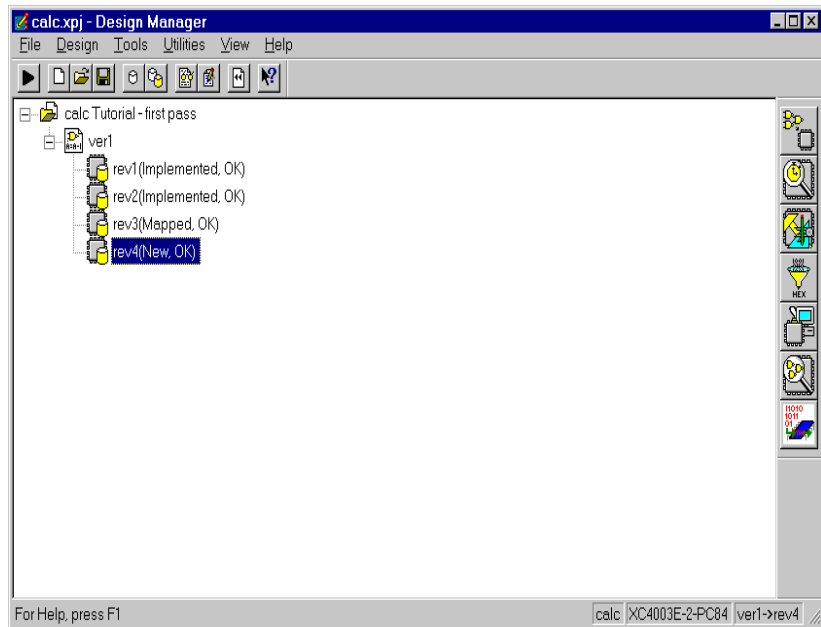 calc.xpj - Design Manager
File Design Tools Utilities View Help
calc Tutorial - first pass
ver1
rev1(Implemented, OK)
rev2(Implemented, OK)
rev3(Mapped, OK)
rev4(New, OK)
1001
HEX
11010
1011
01
For Help, press F1
calc XC4003E-2-PC84 ver1->rev4